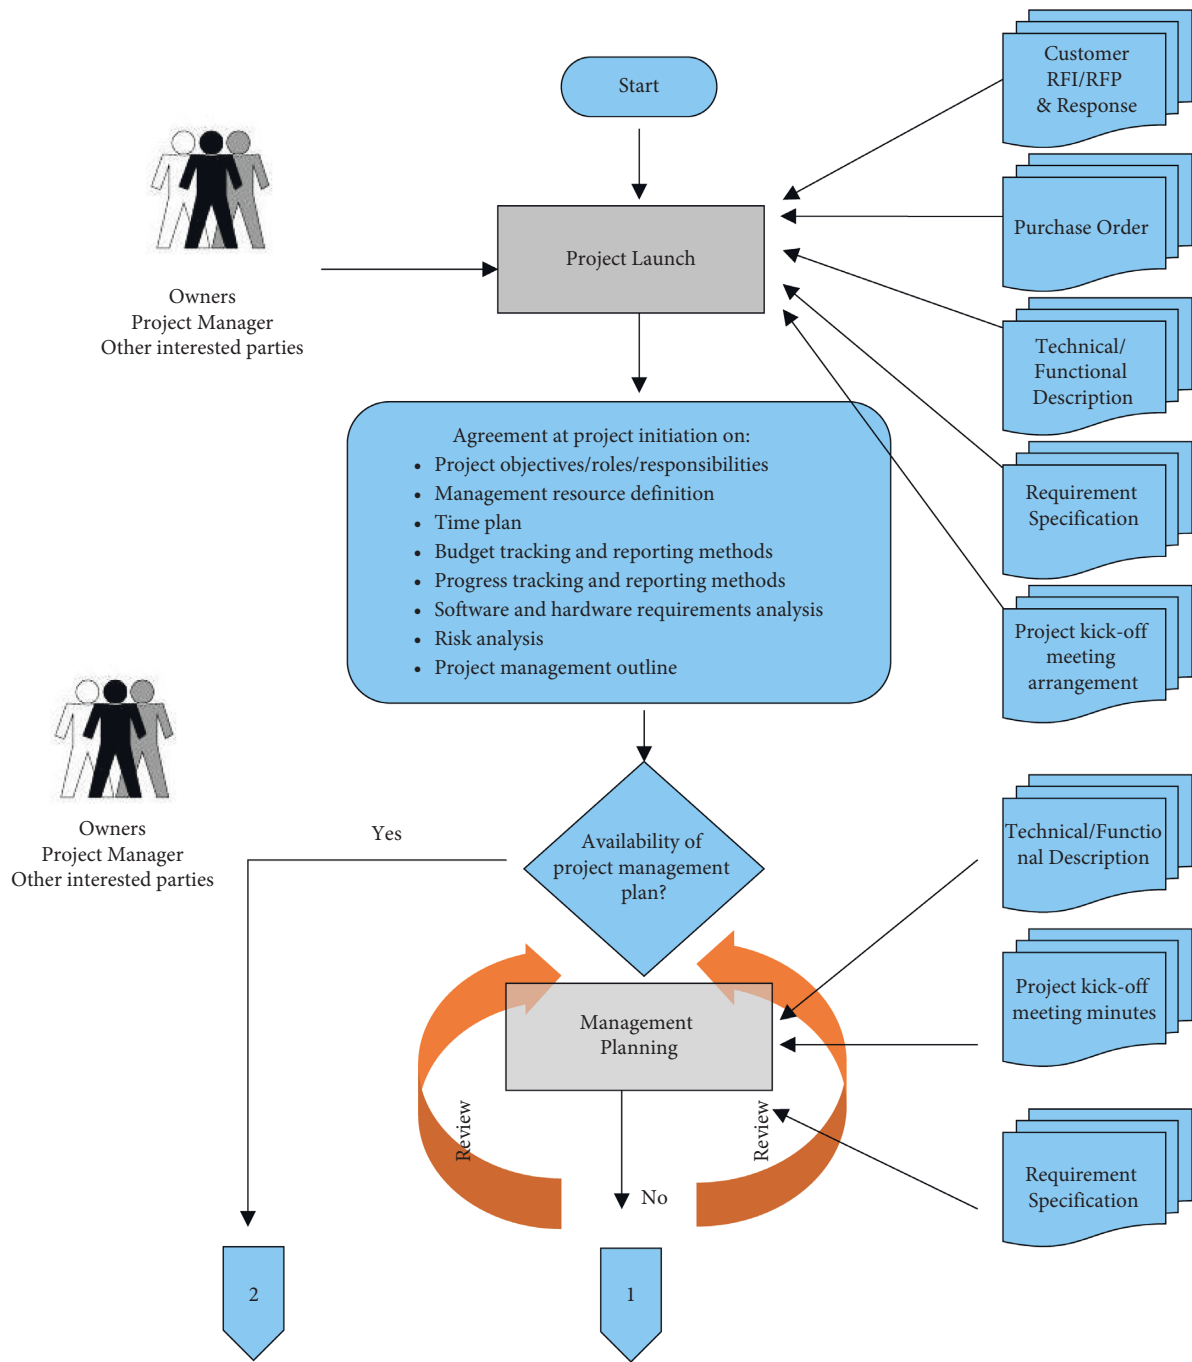 Start
Customer
RFI/RFP
& Response
Purchase Order
Project Launch
Owners
Project Manager
Other interested parties
Technical/
Functional
Description
Agreement at project initiation on:
• Project objectives/roles/responsibilities
• Management resource definition
• Time plan
• Budget tracking and reporting methods
• Progress tracking and reporting methods
• Software and hardware requirements analysis
• Risk analysis
• Project management outline
Requirement
Specification
Project kick-off
meeting
arrangement
Owners
Project Manager
Other interested parties
Yes
Availability of
project management
plan?
Technical/Functio
nal Description
Management
Planning
Project kick-off
meeting minutes
Review
Review
No
Requirement
Specification
2
1